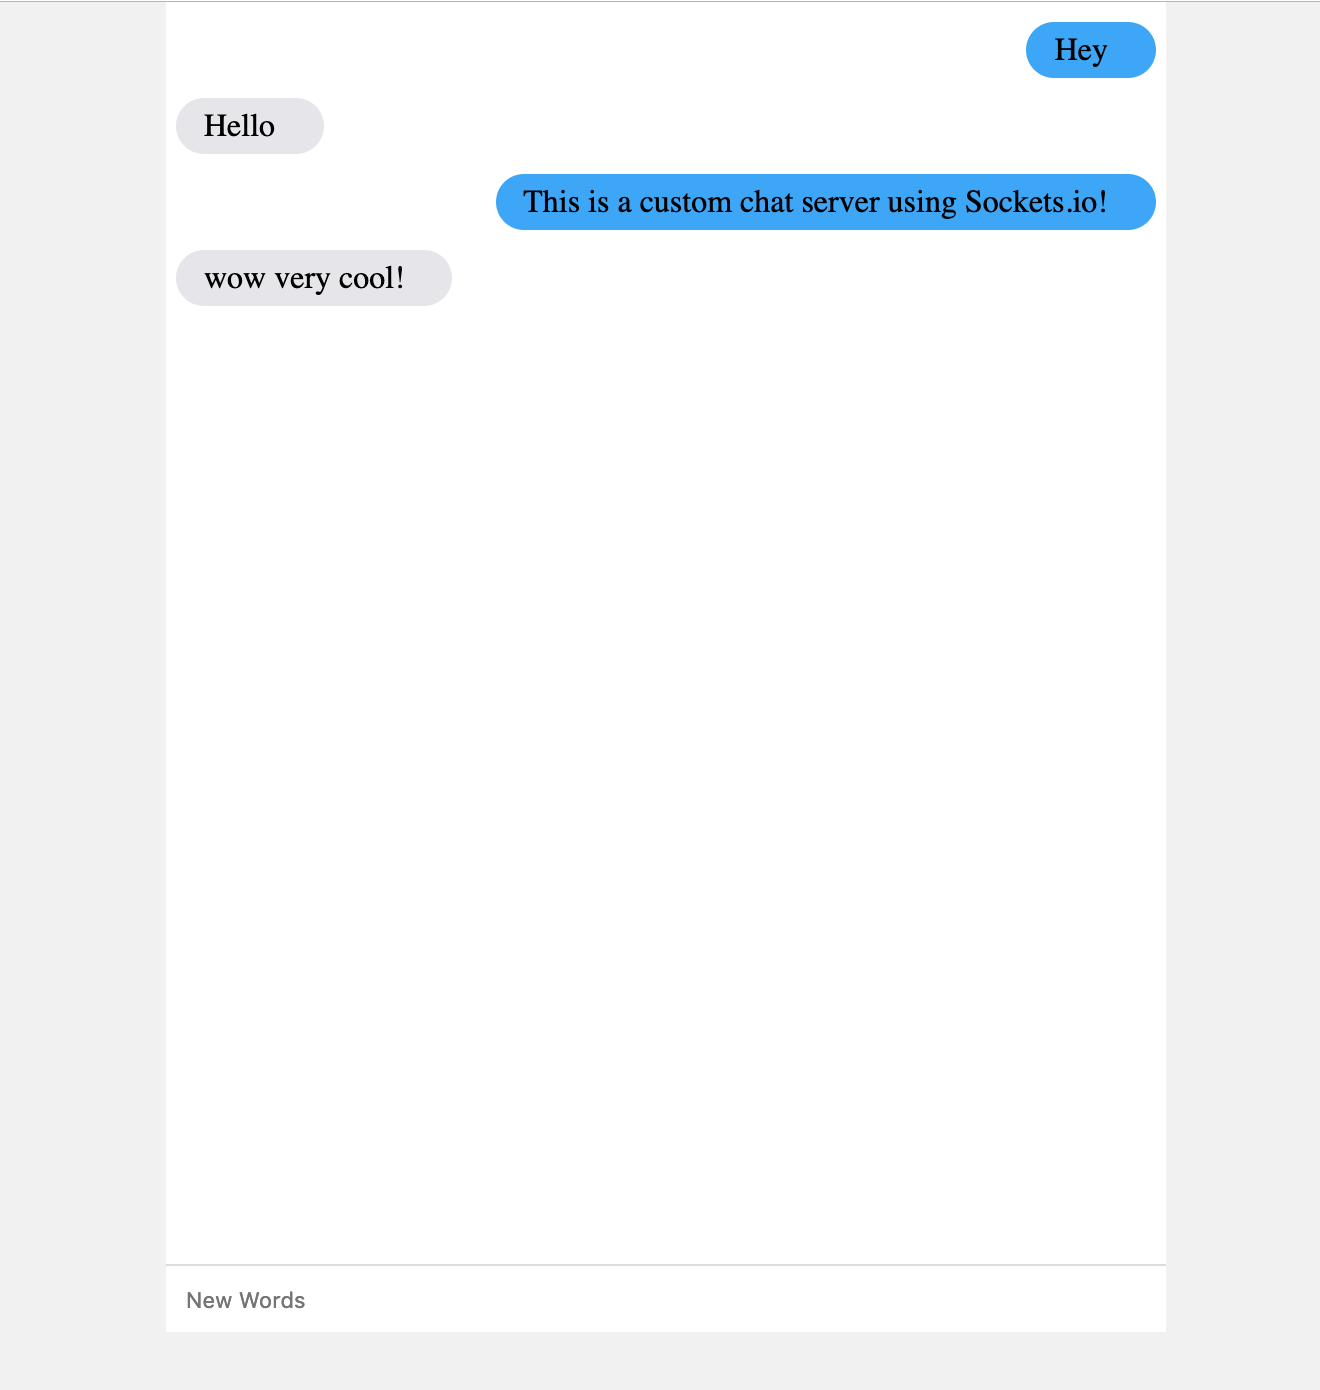 Hey
Hello
This is a custom chat server using Sockets.io!
wow very cool!
New Words